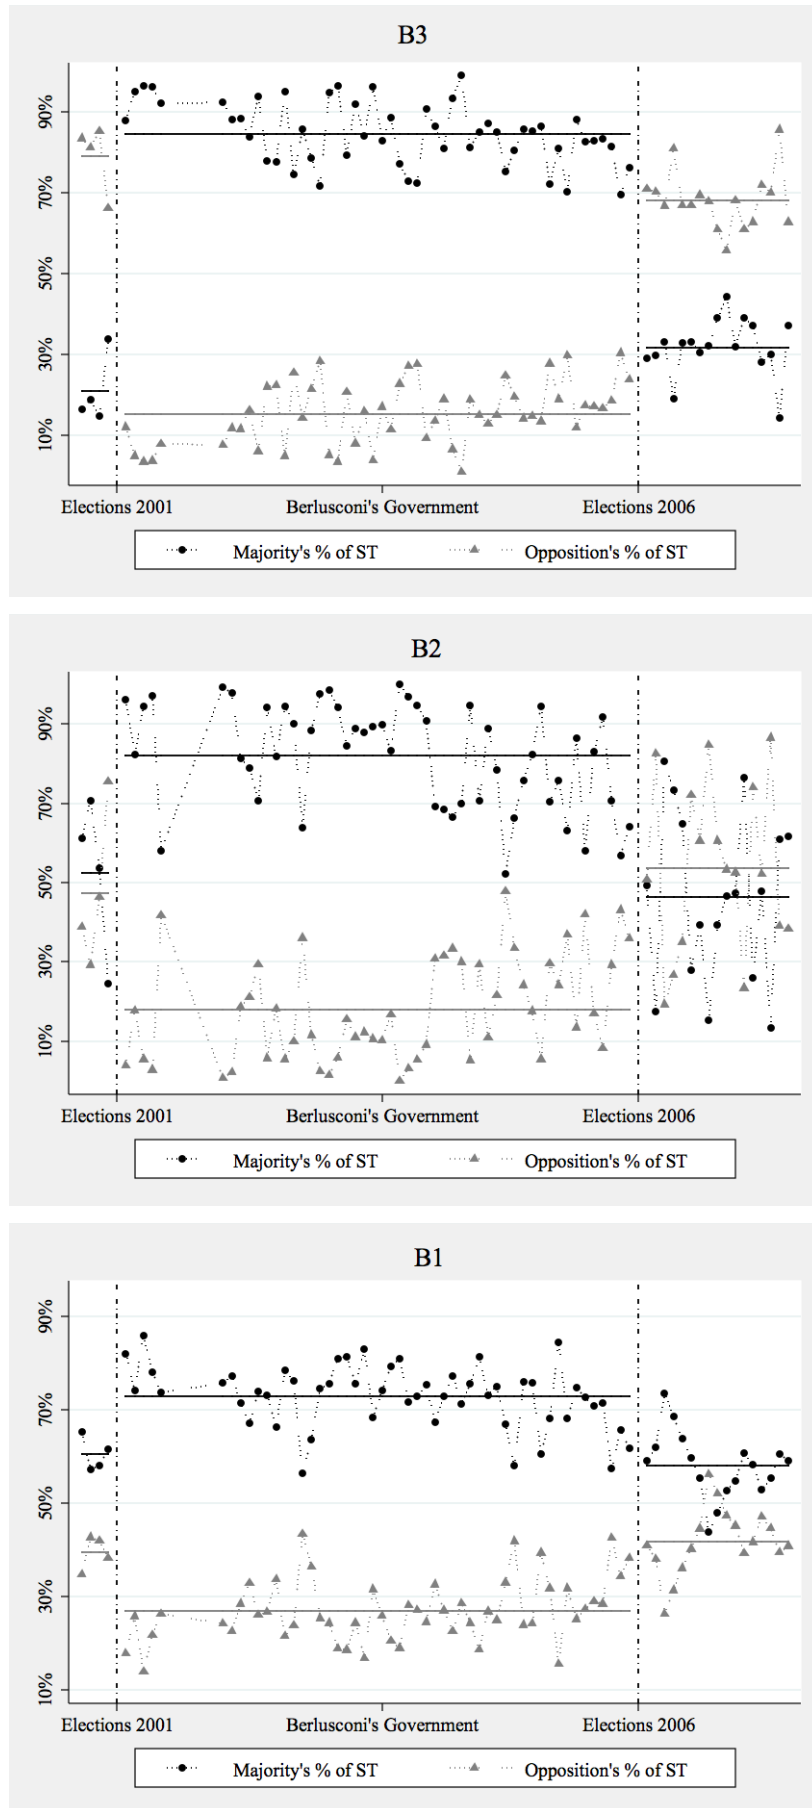 B3
90%
70%
50%
30%
10%
Elections 2001 Berlusconi's Government Elections 2006
Majority's % of ST Opposition's % of ST
B2
90%
70%
50%
30%
10%
Elections 2001 Berlusconi's Government Elections 2006
Majority's % of ST Opposition's % of ST
B1
90%
70%
50%
30%
10%
Elections 2001 Berlusconi's Government Elections 2006
Majority's % of ST Opposition's % of ST